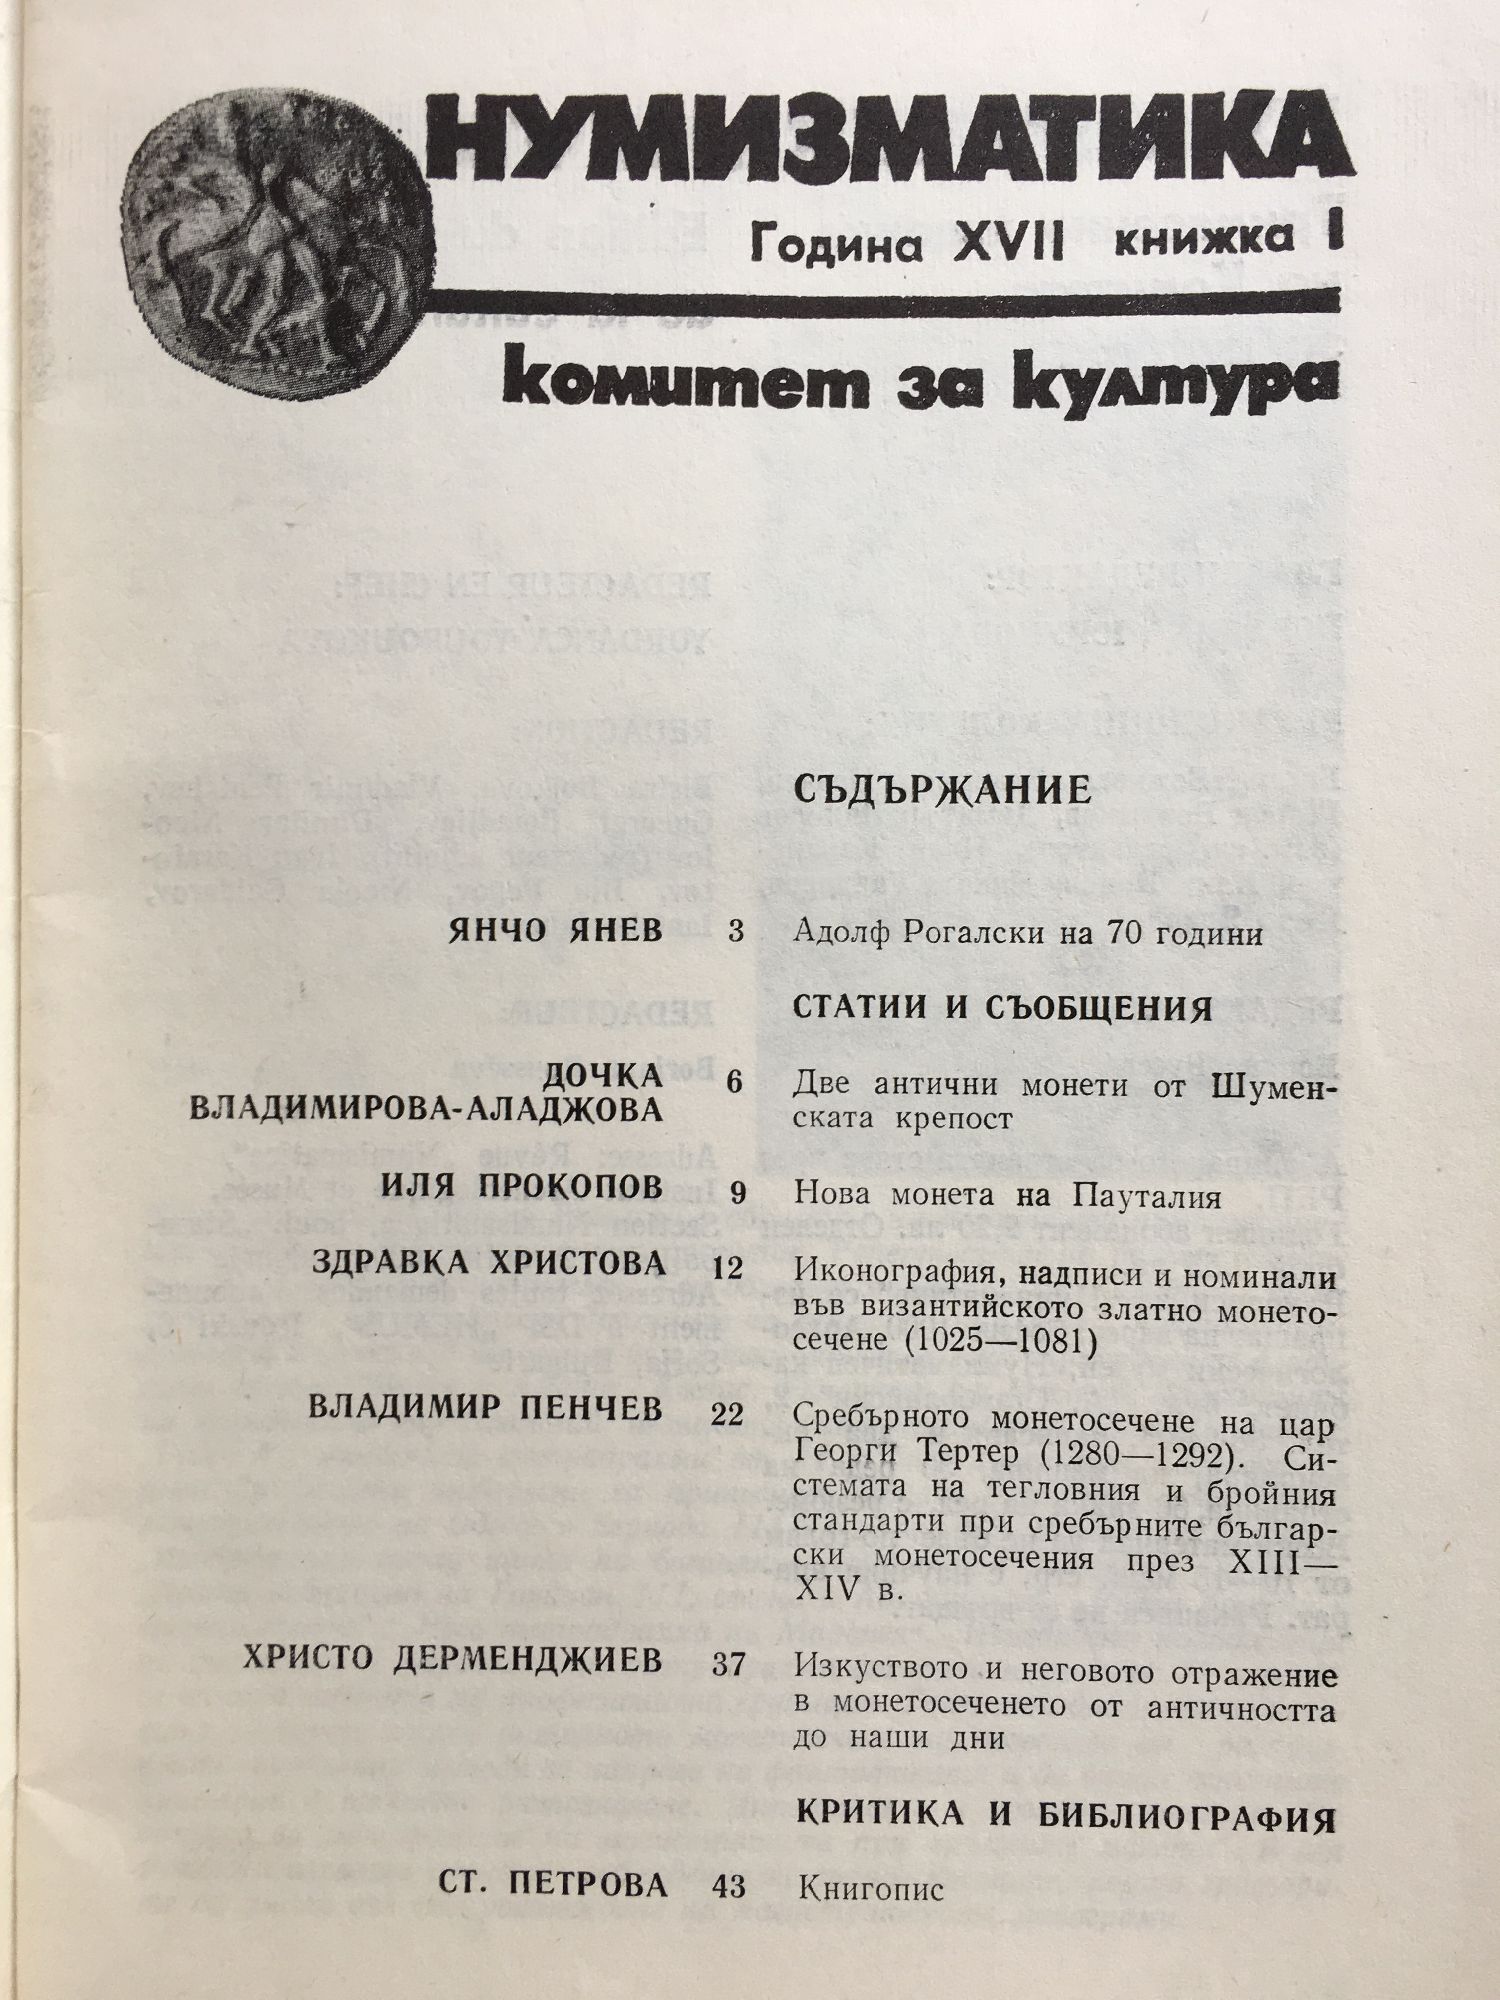 НУМИЗМАТИКА
Година XVII книжка I
комитет за култура
СЪДЪРЖАНИЕ
ЯНЧО ЯНЕВ 3 Адолф Рогалски на 70 години
СТАТИИ И СЪОБЩЕНИЯ
ДОЧКА 6 Две антични монети от Шумен-
ВЛАДИМИРОВА-АЛАДЖОВА ската крепост
ИЛЯ ПРОКОПОВ 9 Нова монета на Пауталия
ЗДРАВКА ХРИСТОВА 12 Иконография, надписи и номинали
във византийското златно монето-
сечене (1025—1081)
ВЛАДИМИР ПЕНЧЕВ 22 Сребърното монетосечене на цар
Георги Тертер (1280—1292). Си-
стемата на тегловния и бройния
стандарти при сребърните българ-
ски монетосечения през XIII—
XIV в.
ХРИСТО ДЕРМЕНДЖИЕВ 37 Изкуството и неговото отражение
в монетосеченето от античността
до наши дни
КРИТИКА И БИБЛИОГРАФИЯ
СТ. ПЕТРОВА 43 Книгопис